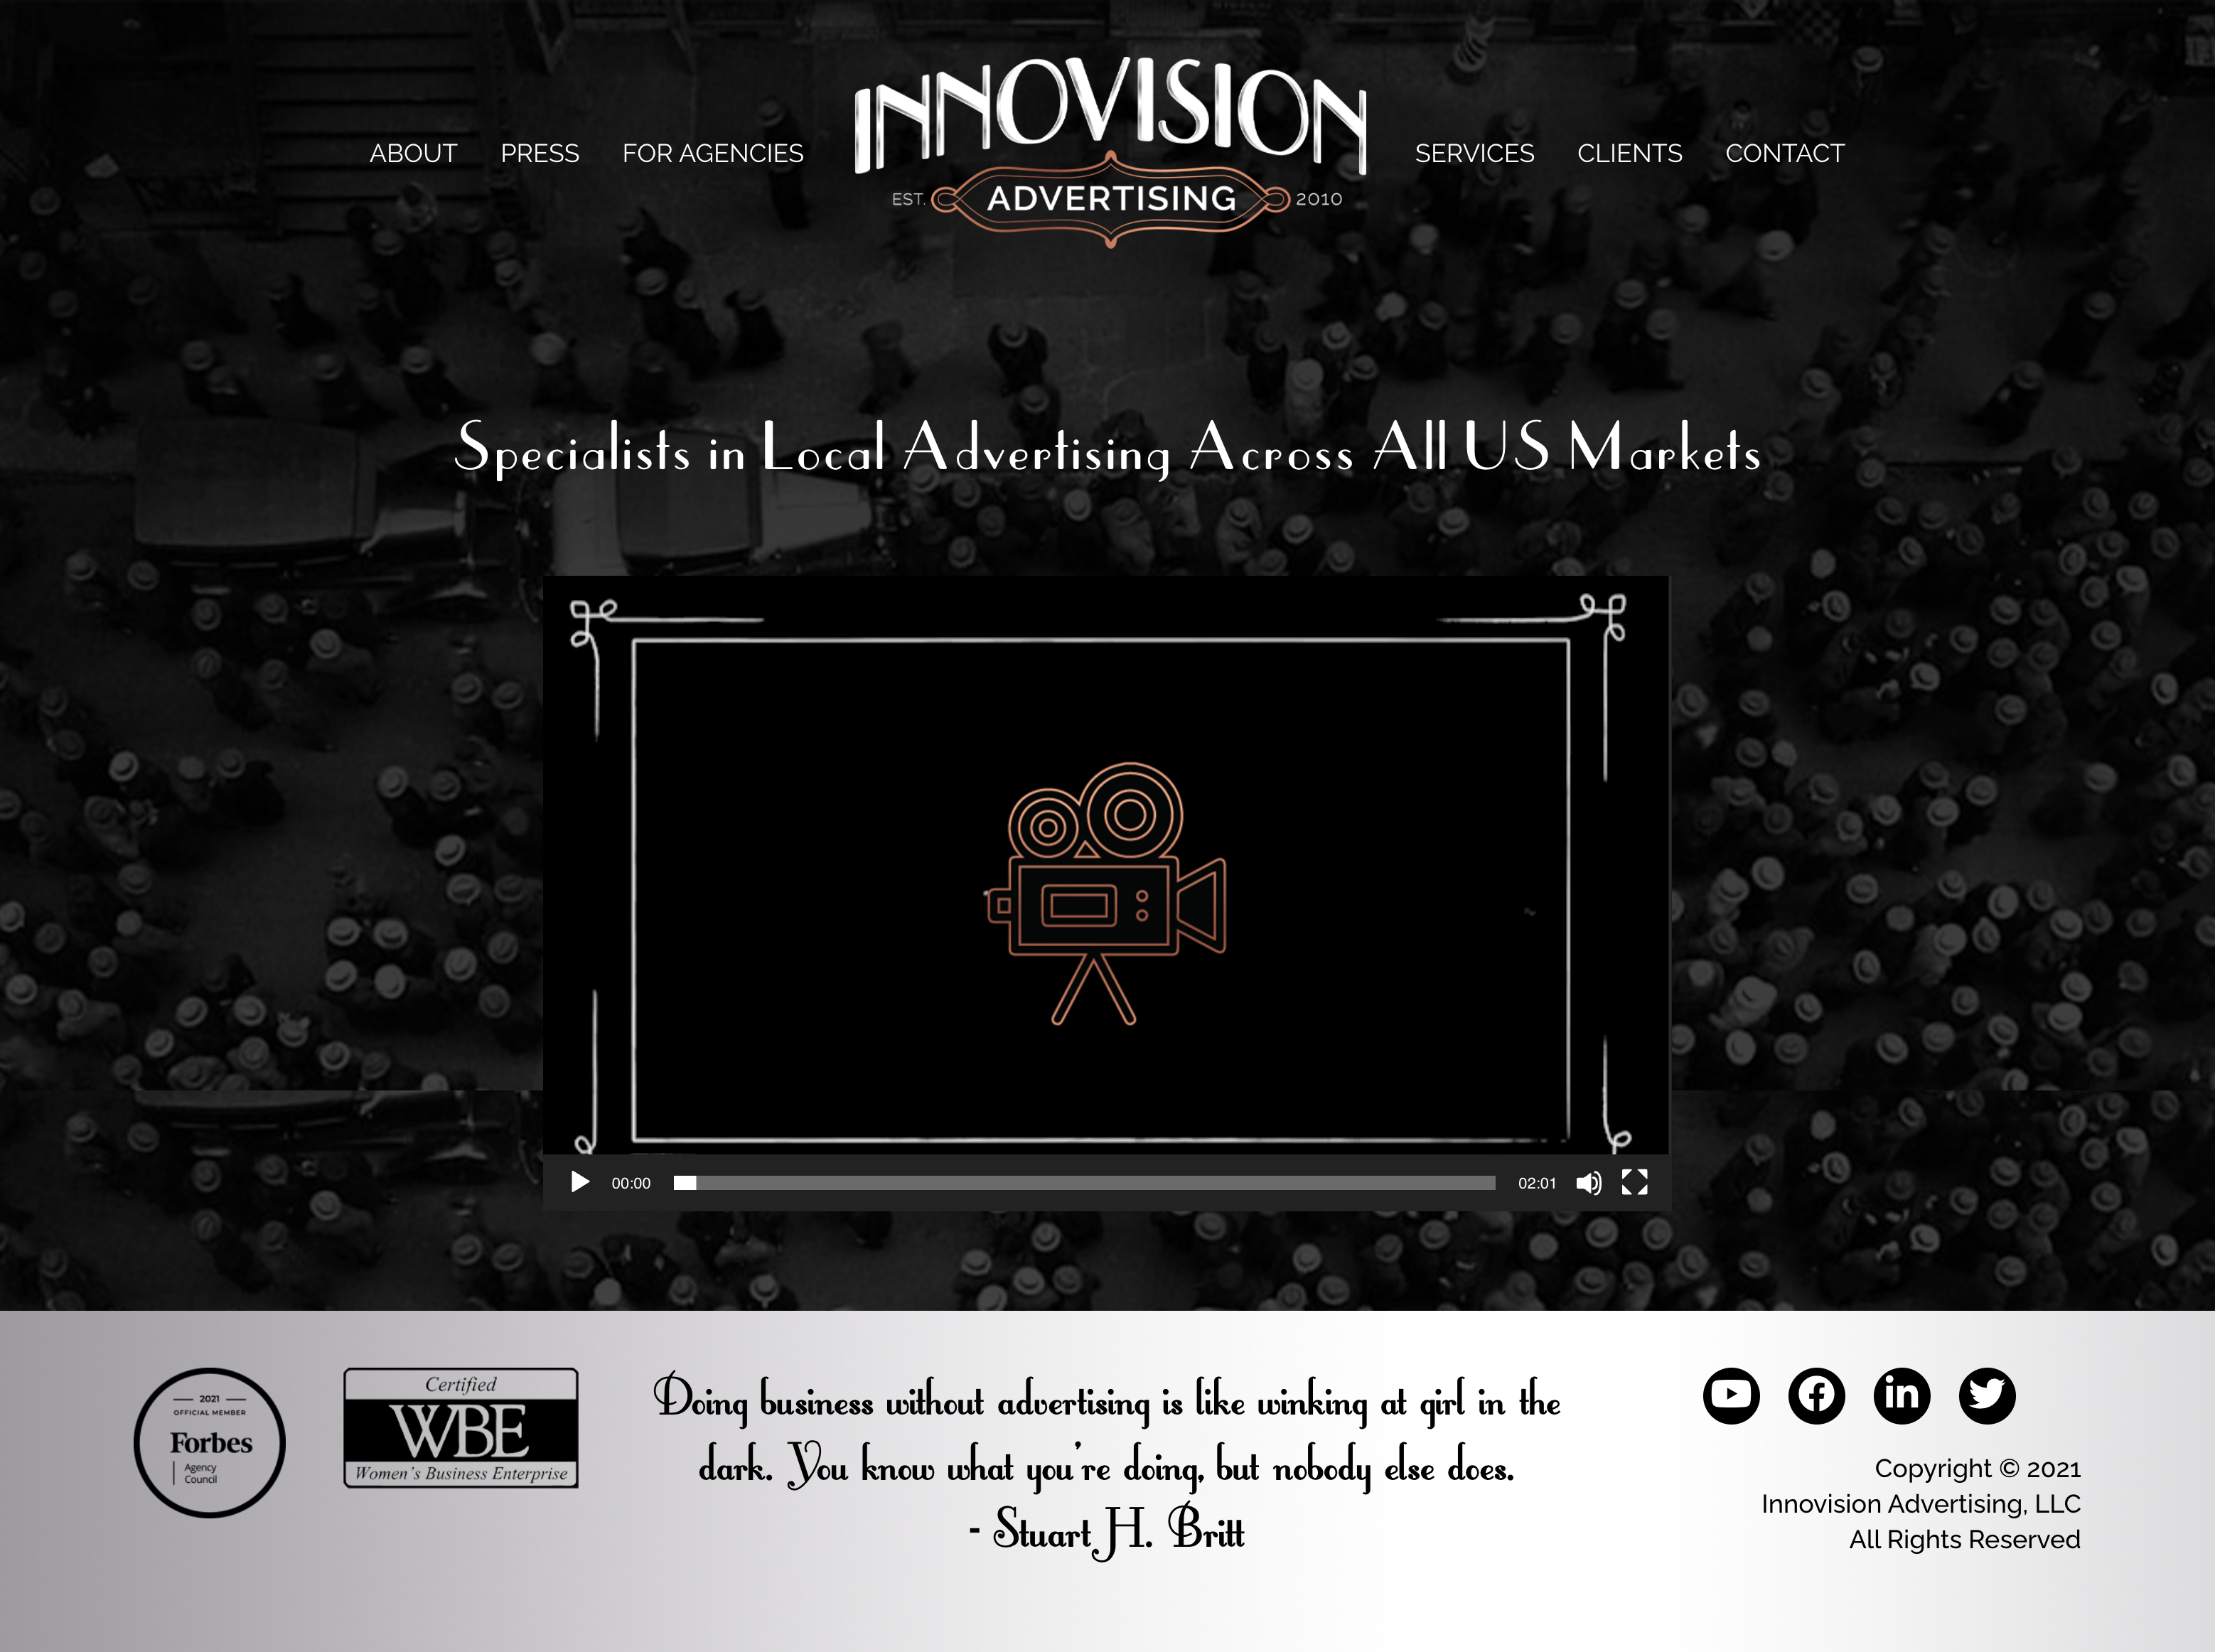 ABOUT PRESS FOR AGENCIES
INNOVISION
EST. ADVERTISING 2010
SERVICES CLIENTS CONTACT
Specialists in Local Advertising Across All US Markets
00:00 02:01
2021
OFFICIAL MEMBER
Forbes
Agency
Council
Certified
WBE
Women's Business Enterprise
Doing business without advertising is like winking at girl in the
dark. You know what you're doing, but nobody else does.
- Stuart H. Britt
Copyright © 2021
Innovision Advertising, LLC
All Rights Reserved